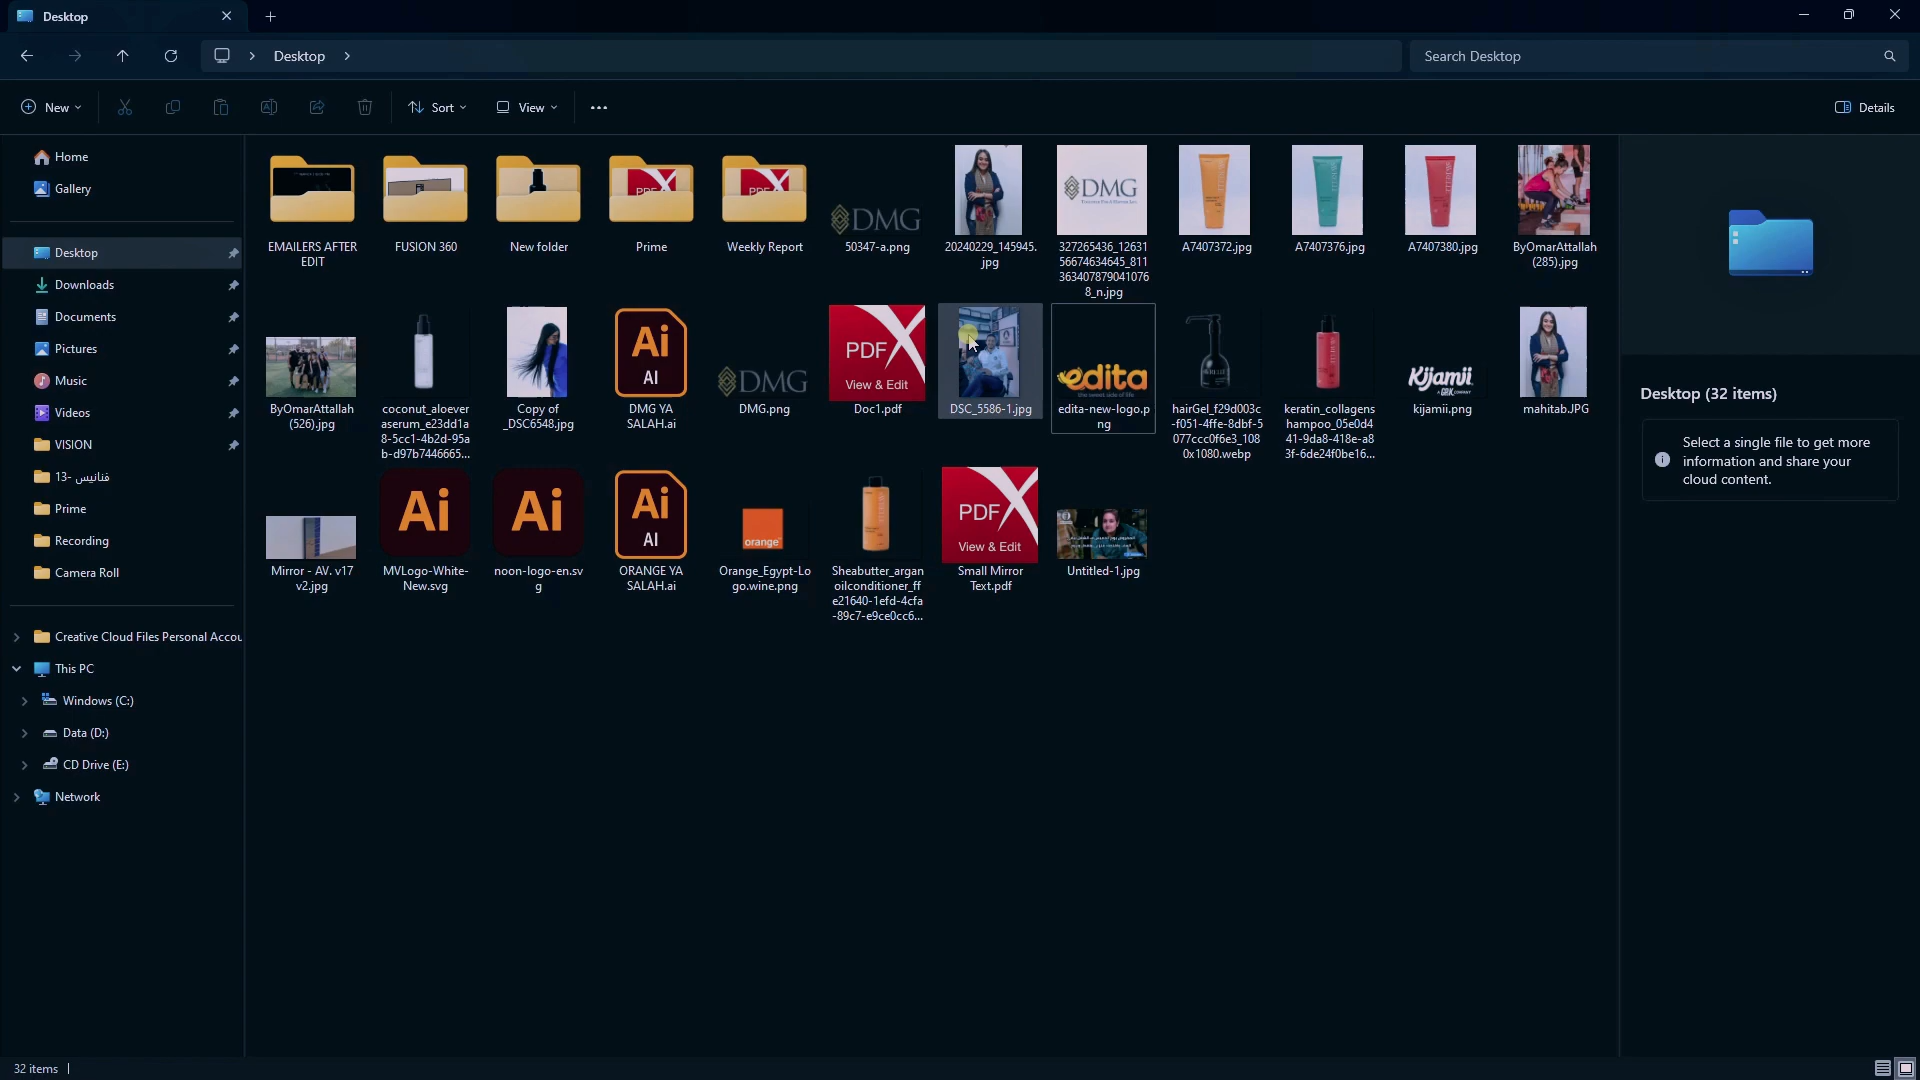 Desktop
Desktop
Search Desktop
New
Sort
View
Details
Home
Gallery
Desktop
Downloads
Documents
Pictures
Music
Videos
VISION
13- فنانيس
Prime
Recording
Camera Roll
Creative Cloud Files Personal Accou
This PC
Windows (C:)
Data (D:)
CD Drive (E:)
Network
EMAILERS AFTER
EDIT
FUSION 360
New folder
Prime
Weekly Report
DMG
50347-a.png
20240229_145945.
jpg
DMG
327265436_12631
56674634645_811
363407879041076
8_n.jpg
A7407372.jpg
A7407376.jpg
A7407380.jpg
ByOmarAttallah
(285).jpg
ByOmarAttallah
(526).jpg
coconut_aloever
aserum_e23dd1a
8-5cc1-4b2d-95a
b-d97b7446665...
Copy of
_DSC6548.jpg
Ai
AI
DMG YA
SALAH.ai
DMG
DMG.png
PDF
View & Edit
Doc1.pdf
DSC_5586-1.jpg
edita
the sweet side of life
edita-new-logo.p
ng
hairGel_f29d003c
-f051-4ffe-8dbf-5
077ccc0f6e3_108
0x1080.webp
keratin_collagens
hampoo_05e0d4
41-9da8-418e-a8
3f-6de24f0be16...
Kijamii
kijamii.png
mahitab.JPG
Mirror - AV. v17
v2.jpg
Ai
MVLogo-White-
New.svg
Ai
noon-logo-en.sv
g
Ai
AI
ORANGE YA
SALAH.ai
orange
Orange_Egypt-Lo
go.wine.png
Sheabutter_argan
oilconditioner_ff
e21640-1efd-4cfa
-89c7-e9ce0cc6...
PDF
View & Edit
Small Mirror
Text.pdf
Untitled-1.jpg
Desktop (32 items)
Select a single file to get more
information and share your
cloud content.
32 items